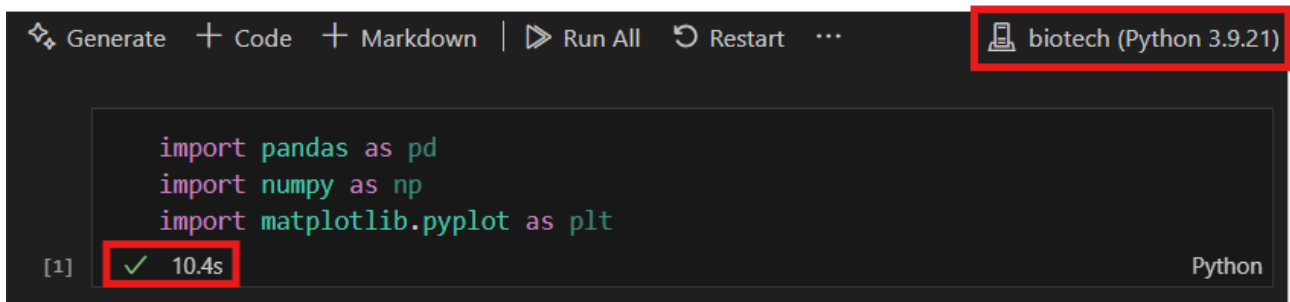 Generate + Code + Markdown | Run All Restart ... biotech (Python 3.9.21)
import pandas as pd
import numpy as np
import matplotlib.pyplot as plt
[1] ✓ 10.4s Python